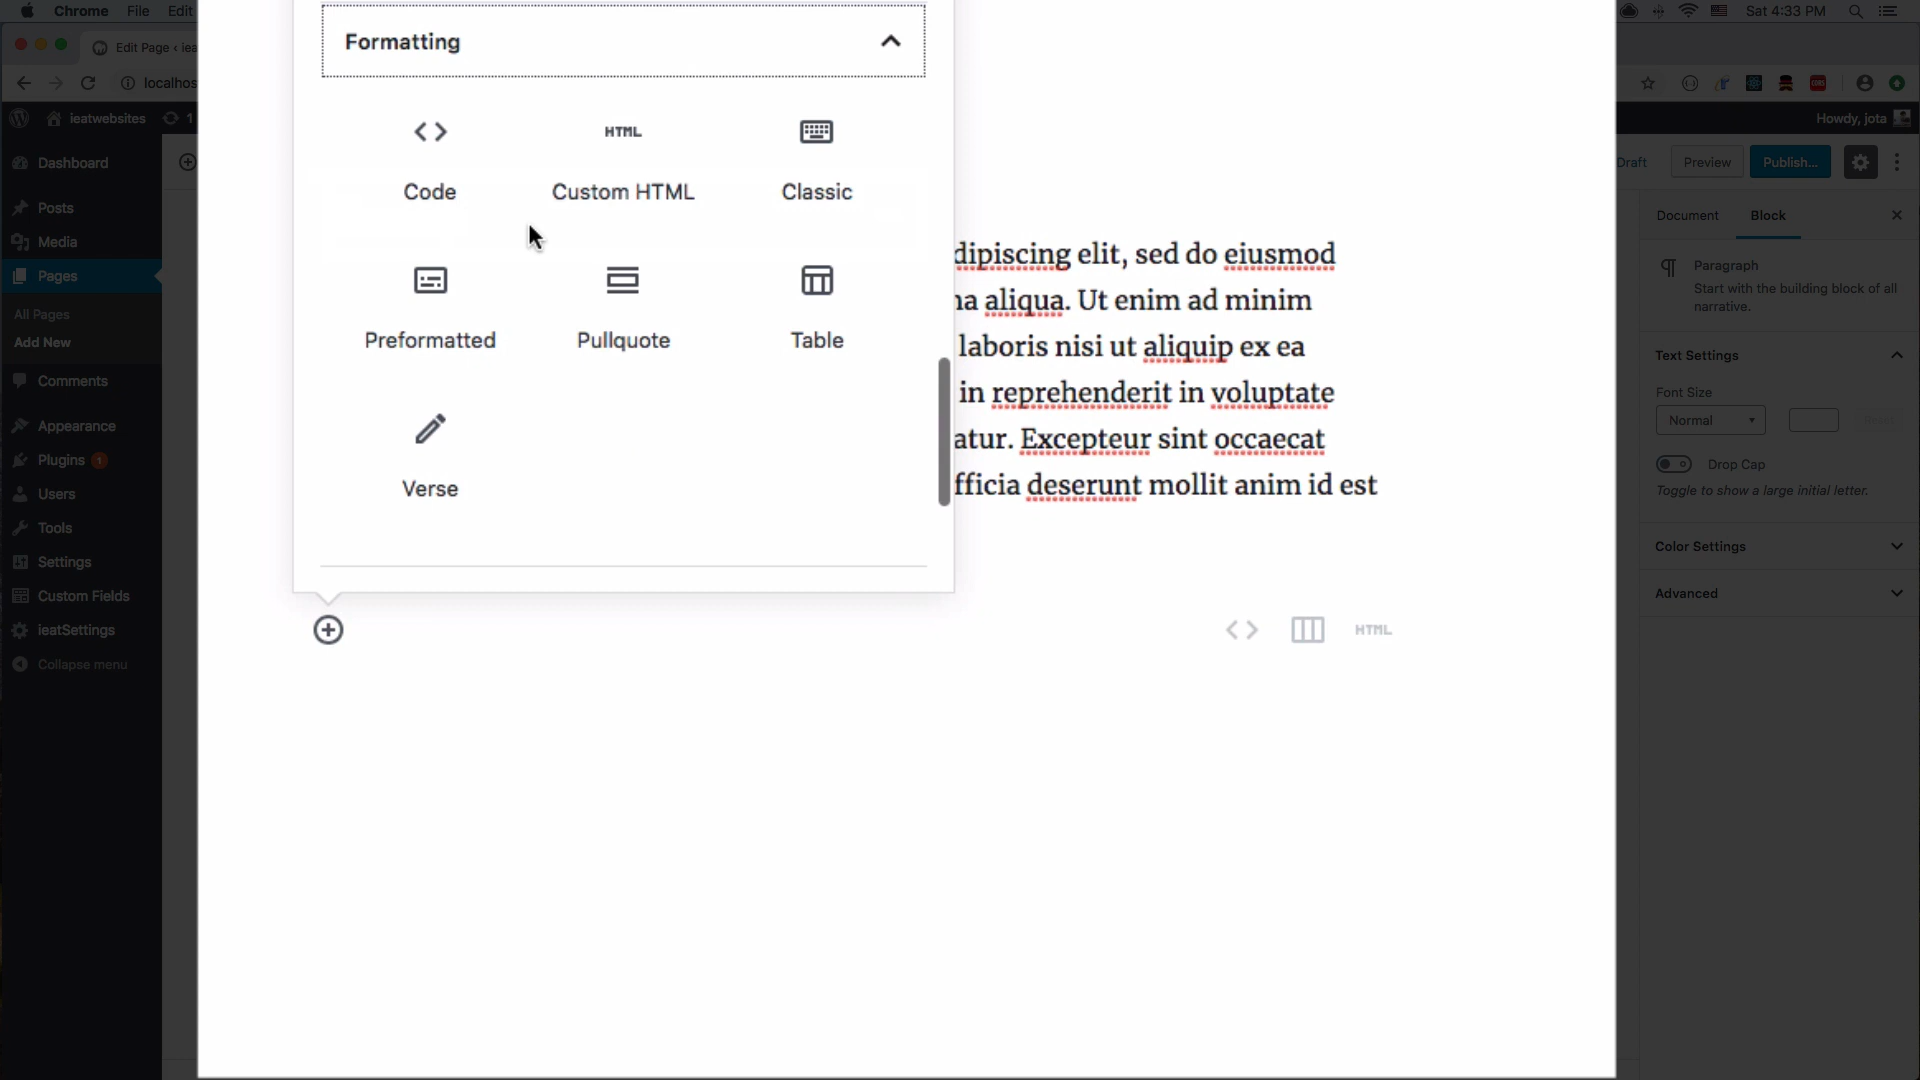 Chrome File Edit
Sat 4:33 PM
Edit Page ‹ iea
localhos
ieatwebsites 1
Howdy, jota
Dashboard
Posts
Media
Pages
All Pages
Add New
Comments
Appearance
Plugins 1
Users
Tools
Settings
Custom Fields
ieatSettings
Collapse menu
Formatting
Code
HTML
Custom HTML
Classic
Preformatted
Pullquote
Table
Verse
dipiscing elit, sed do eiusmod
na aliqua. Ut enim ad minim
laboris nisi ut aliquip ex ea
in reprehenderit in voluptate
atur. Excepteur sint occaecat
fficia deserunt mollit anim id est
HTML
Draft
Preview
Publish...
Document
Block
Paragraph
Start with the building block of all
narrative.
Text Settings
Font Size
Normal
Reset
Drop Cap
Toggle to show a large initial letter.
Color Settings
Advanced